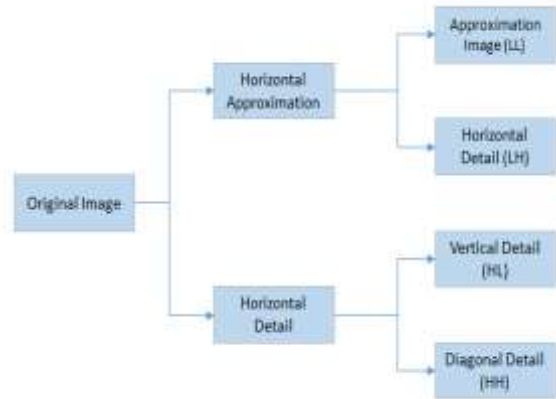 Approximation
Image (LL)
Horizontal
Approximation
Horizontal
Detail (LH)
Original Image
Vertical Detail
(HL)
Horizontal
Detail
Diagonal Detail
(HH)